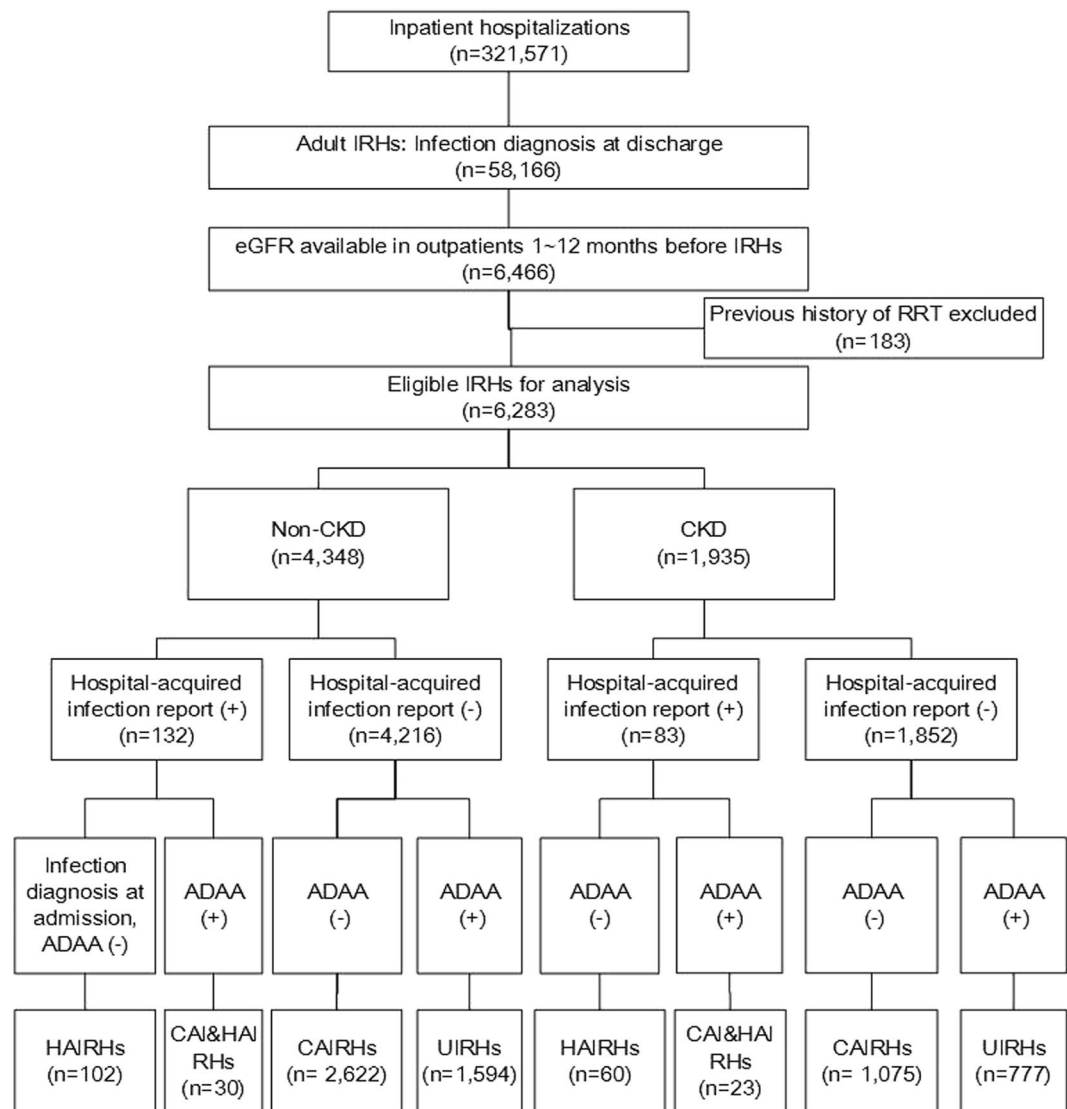 Inpatient hospitalizations
(n=321,571)
Adult IRHs: Infection diagnosis at discharge
(n=58,166)
eGFR available in outpatients 1~12 months before IRHs
(n=6,466)
Previous history of RRT excluded
(n=183)
Eligible IRHs for analysis
(n=6,283)
Non-CKD
(n=4,348)
CKD
(n=1,935)
Hospital-acquired
infection report (+)
(n=132)
Hospital-acquired
infection report (-)
(n=4,216)
Hospital-acquired
infection report (+)
(n=83)
Hospital-acquired
infection report (-)
(n=1,852)
Infection
diagnosis at
admission,
ADAA (-)
ADAA
(+)
ADAA
(-)
ADAA
(+)
ADAA
(-)
ADAA
(+)
ADAA
(-)
ADAA
(+)
HAIRHs
(n=102)
CAI&HAI
RHs
(n=30)
CAIRHs
(n= 2,622)
UIRHs
(n=1,594)
HAIRHs
(n=60)
CAI&HAI
RHs
(n=23)
CAIRHs
(n= 1,075)
UIRHs
(n=777)